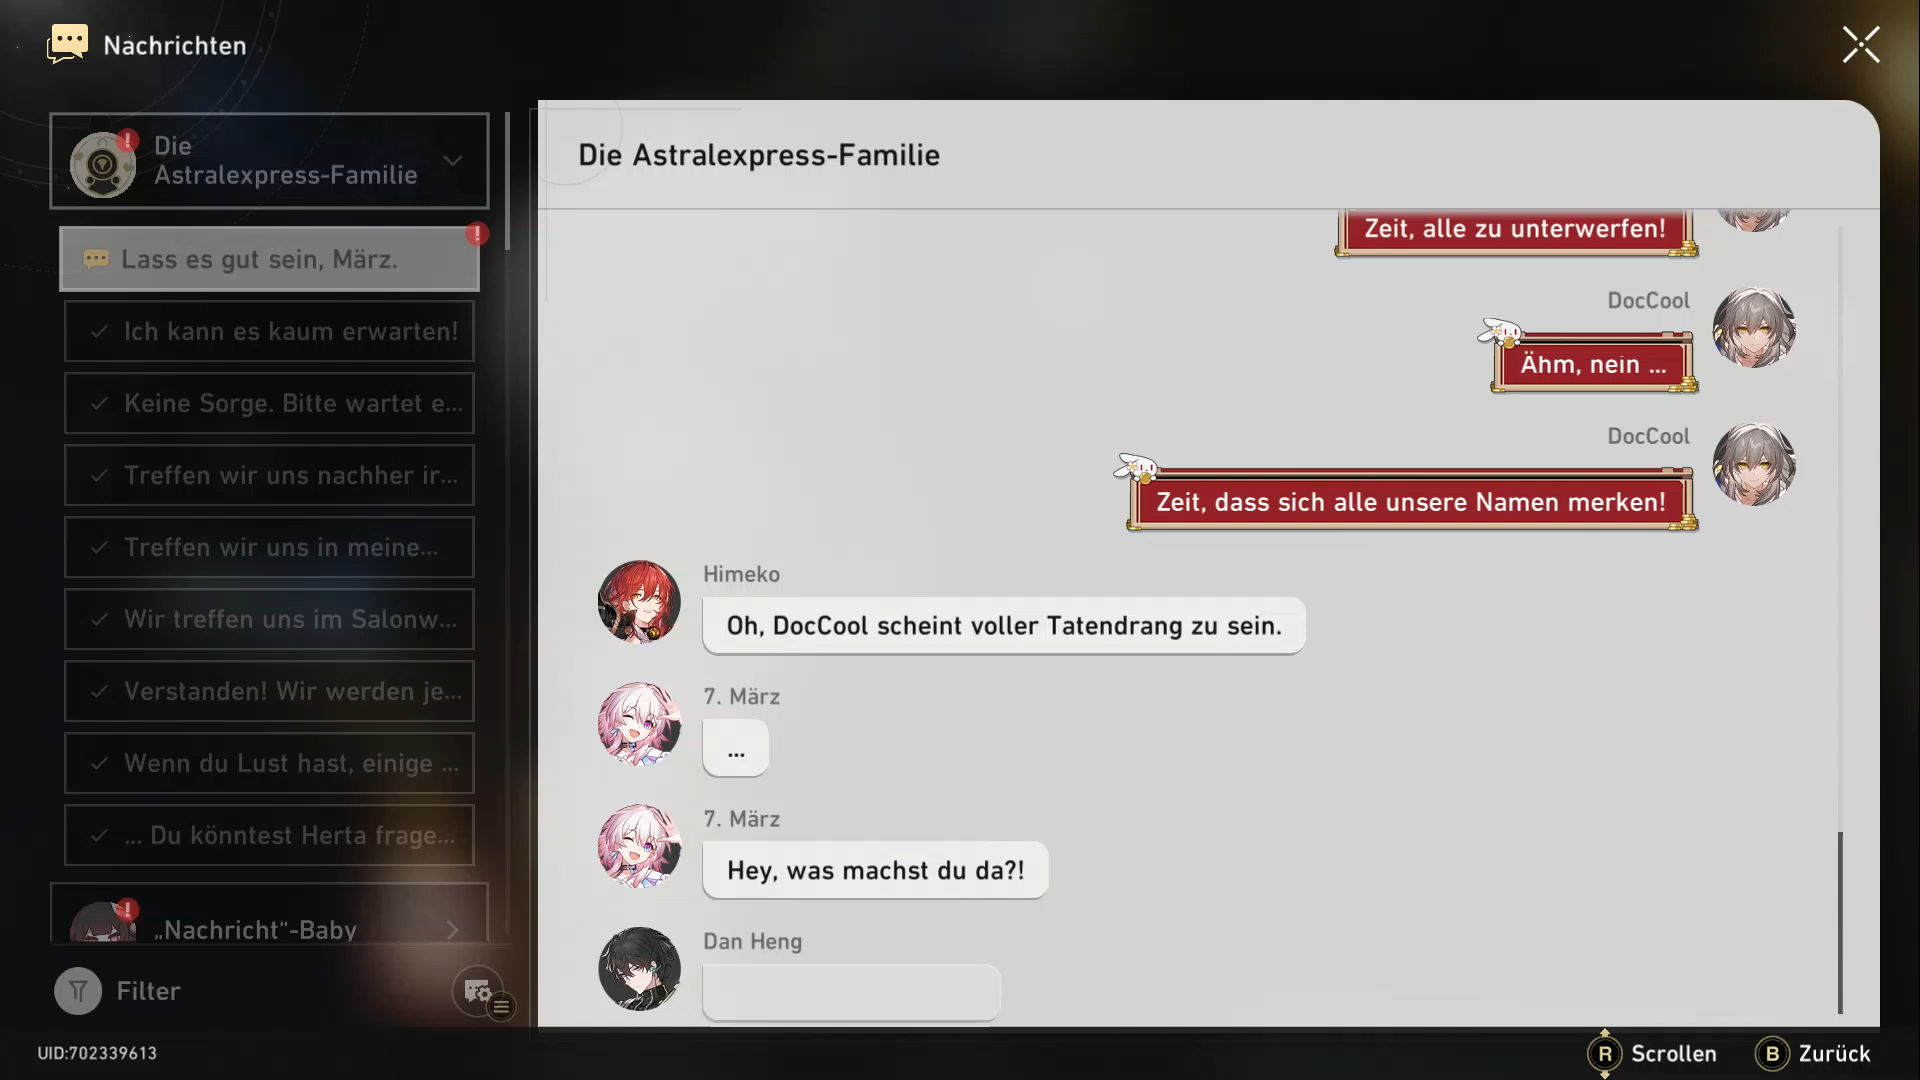 Nachrichten
Die
Astralexpress-Familie
Lass es gut sein, März.
Ich kann es kaum erwarten!
Keine Sorge. Bitte wartet e...
Treffen wir uns nachher ir...
Treffen wir uns in meine...
Wir treffen uns im Salonw...
Verstanden! Wir werden je...
Wenn du Lust hast, einige ...
... Du könntest Herta frage...
„Nachricht“-Baby
Filter
Die Astralexpress-Familie
Zeit, alle zu unterwerfen!
DocCool
Ähm, nein ...
DocCool
Zeit, dass sich alle unsere Namen merken!
Himeko
Oh, DocCool scheint voller Tatendrang zu sein.
7. März
...
7. März
Hey, was machst du da?!
Dan Heng
UID:702339613
R Scrollen
B Zurück